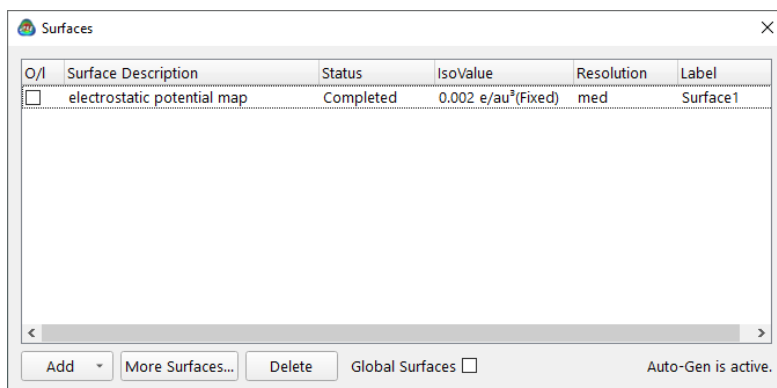 Surfaces
O/I Surface Description Status IsoValue Resolution Label
electrostatic potential map Completed 0.002 e/au³(Fixed) med Surface1
Add More Surfaces... Delete Global Surfaces Auto-Gen is active.